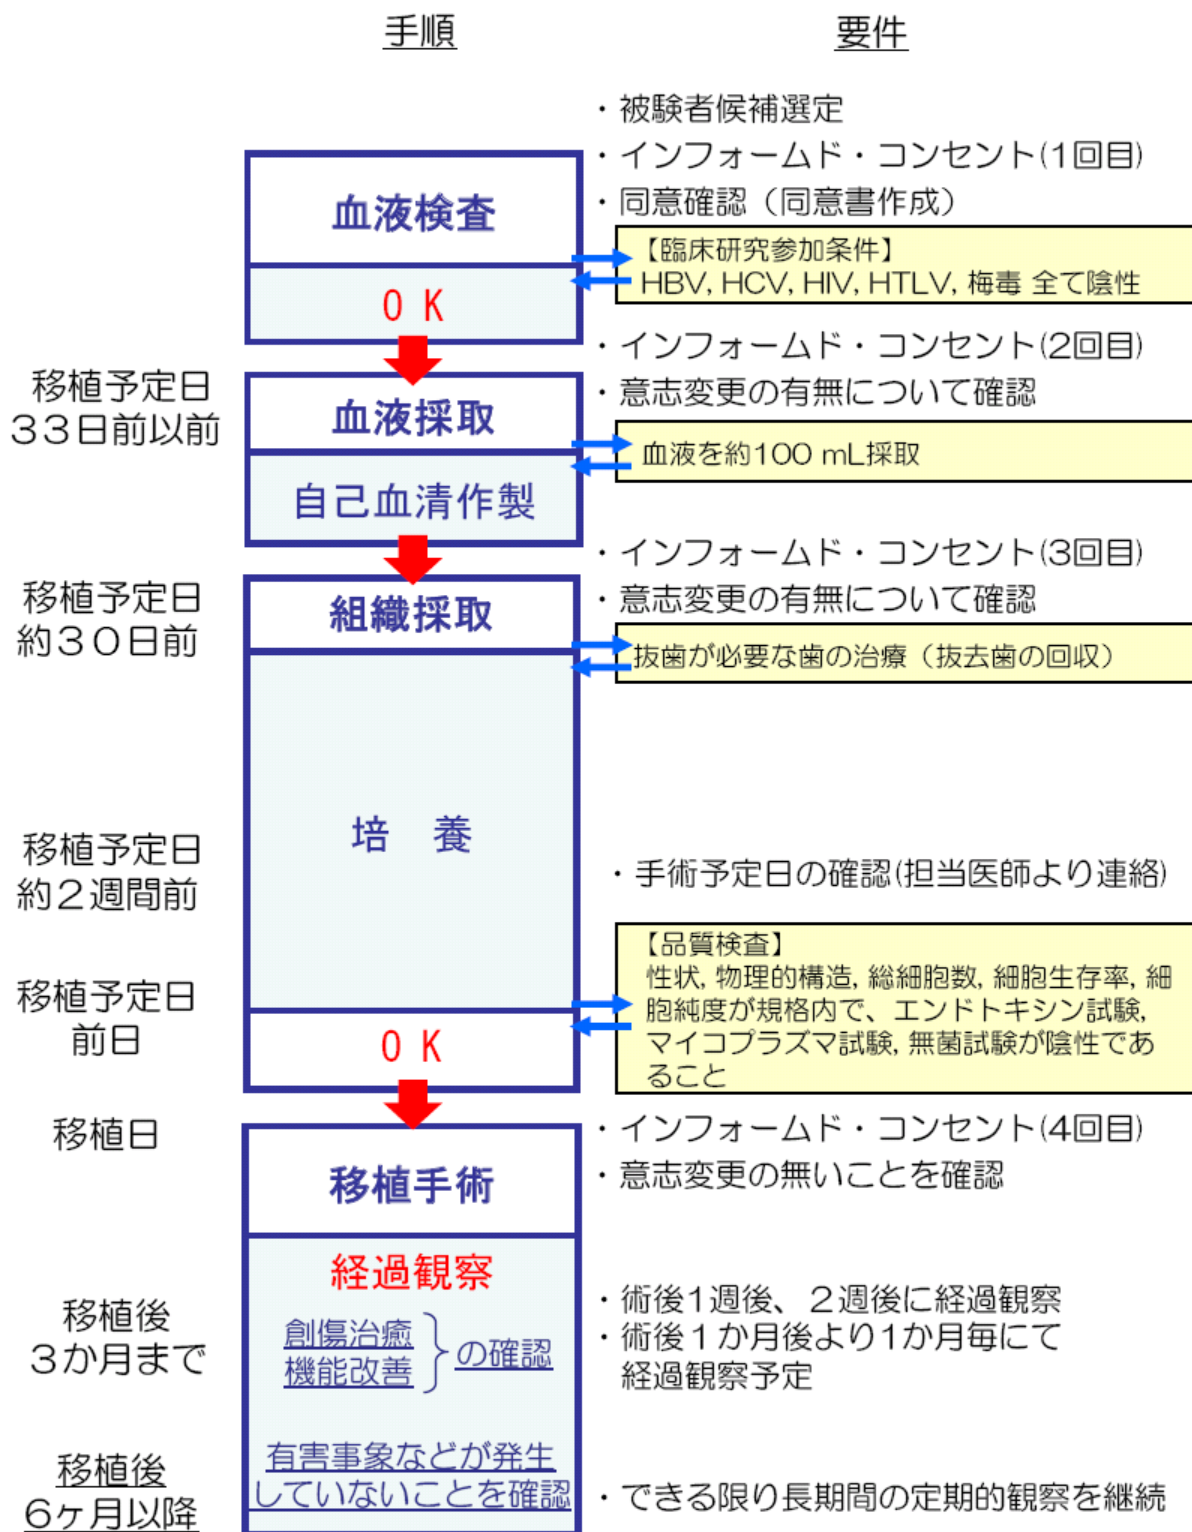 手順
要件
・被験者候補選定
・インフォームド・コンセント(1回目)
・同意確認（同意書作成）
血液検査
【臨床研究参加条件】
HBV, HCV, HIV, HTLV, 梅毒 全て陰性
ＯＫ
・インフォームド・コンセント(2回目)
・意志変更の有無について確認
移植予定日
３３日前以前
血液採取
血液を約100 mL採取
自己血清作製
・インフォームド・コンセント(3回目)
・意志変更の有無について確認
移植予定日
約３０日前
組織採取
抜歯が必要な歯の治療（抜去歯の回収）
培　養
移植予定日
約２週間前
・手術予定日の確認(担当医師より連絡)
【品質検査】
性状, 物理的構造, 総細胞数, 細胞生存率, 細
胞純度が規格内で、エンドトキシン試験,
マイコプラズマ試験, 無菌試験が陰性であ
ること
移植予定日
前日
ＯＫ
移植日
・インフォームド・コンセント(4回目)
・意志変更の無いことを確認
移植手術
経過観察
創傷治癒
機能改善
の確認
移植後
３か月まで
・術後１週後、２週後に経過観察
・術後１か月後より１か月毎にて
経過観察予定
有害事象などが発生
していないことを確認
移植後
６ヶ月以降
・できる限り長期間の定期的観察を継続